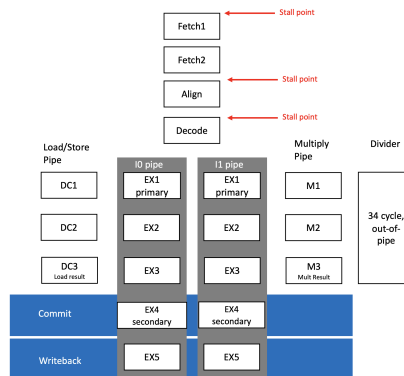 Fetch1
Stall point
Fetch2
Stall point
Align
Stall point
Decode
Load/Store
Pipe
I0 pipe
I1 pipe
Multiply
Pipe
Divider
DC1
EX1
primary
EX1
primary
M1
DC2
EX2
EX2
M2
34 cycle,
out-of-
pipe
DC3
Load result
EX3
EX3
M3
Mult Result
Commit
EX4
secondary
EX4
secondary
Writeback
EX5
EX5